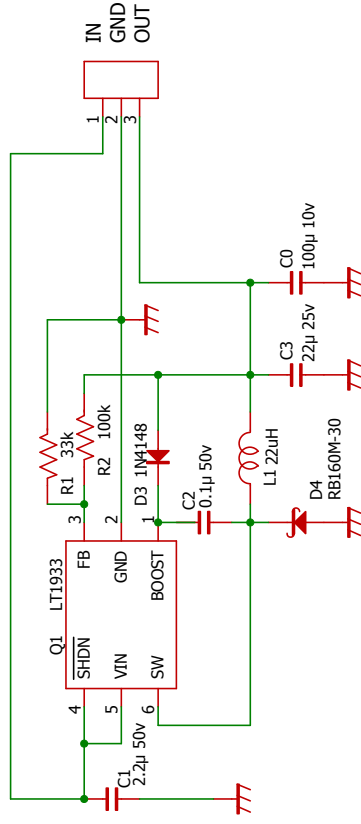 IN
GND
OUT
1
2
3
R1
33k
R2
100k
D3 1N4148
C2
0.1µ 50v
L1 22uH
D4
RB160M-30
C3
22µ 25v
C0
100µ 10v
Q1
LT1933
3
2
1
FB
GND
BOOST
SHDN
VIN
SW
4
5
6
C1
2.2µ 50v